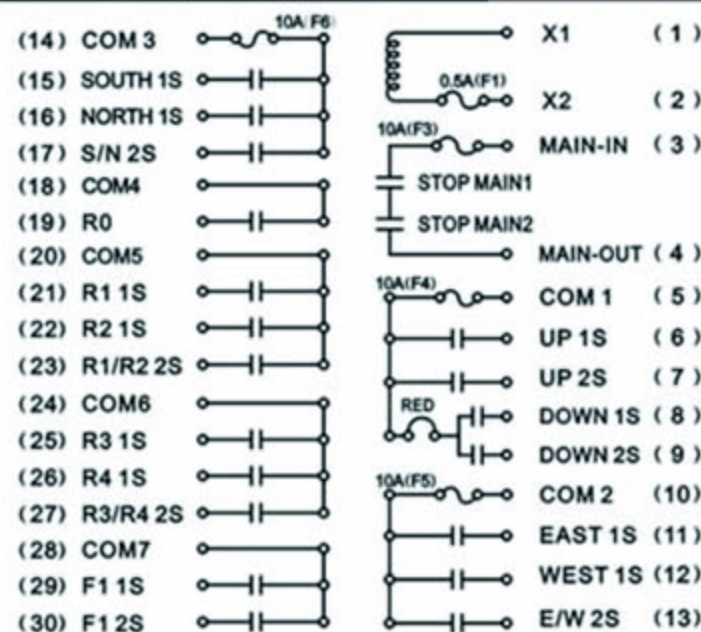 10A(F6)
(14) COM 3
(15) SOUTH 1S
(16) NORTH 1S
(17) S/N 2S
(18) COM4
(19) R0
(20) COM5
(21) R1 1S
(22) R2 1S
(23) R1/R2 2S
(24) COM6
(25) R3 1S
(26) R4 1S
(27) R3/R4 2S
(28) COM7
(29) F1 1S
(30) F1 2S
X1 (1)
0.5A(F1)
X2 (2)
10A(F3)
MAIN-IN (3)
STOP MAIN1
STOP MAIN2
MAIN-OUT (4)
10A(F4)
COM 1 (5)
UP 1S (6)
UP 2S (7)
RED
DOWN 1S (8)
DOWN 2S (9)
10A(F5)
COM 2 (10)
EAST 1S (11)
WEST 1S (12)
E/W 2S (13)